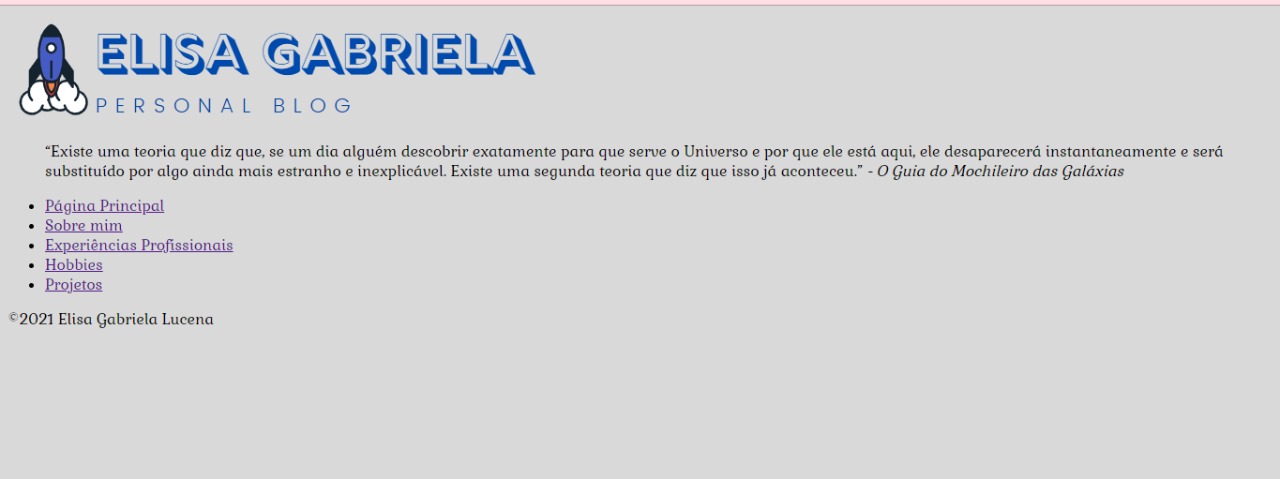 ELISA GABRIELA
PERSONAL BLOG
“Existe uma teoria que diz que, se um dia alguém descobrir exatamente para que serve o Universo e por que ele está aqui, ele desaparecerá instantaneamente e será
substituído por algo ainda mais estranho e inexplicável. Existe uma segunda teoria que diz que isso já aconteceu.” - O Guia do Mochileiro das Galáxias
• Página Principal
• Sobre mim
• Experiências Profissionais
• Hobbies
• Projetos
©2021 Elisa Gabriela Lucena